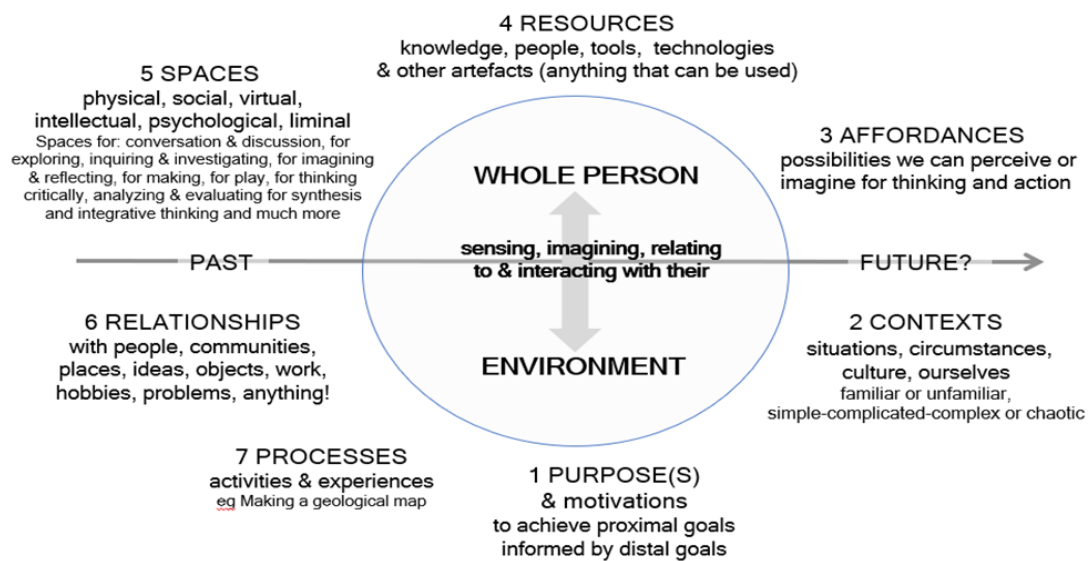 4 RESOURCES
knowledge, people, tools, technologies
& other artefacts (anything that can be used)
5 SPACES
physical, social, virtual,
intellectual, psychological, liminal
Spaces for: conversation & discussion, for
exploring, inquiring & investigating, for imagining
& reflecting, for making, for play, for thinking
critically, analyzing & evaluating for synthesis
and integrative thinking and much more
3 AFFORDANCES
possibilities we can perceive or
imagine for thinking and action
WHOLE PERSON
sensing, imagining, relating
to & interacting with their
ENVIRONMENT
PAST
FUTURE?
6 RELATIONSHIPS
with people, communities,
places, ideas, objects, work,
hobbies, problems, anything!
2 CONTEXTS
situations, circumstances,
culture, ourselves
familiar or unfamiliar,
simple-complicated-complex or chaotic
7 PROCESSES
activities & experiences
eg Making a geological map
1 PURPOSE(S)
& motivations
to achieve proximal goals
informed by distal goals